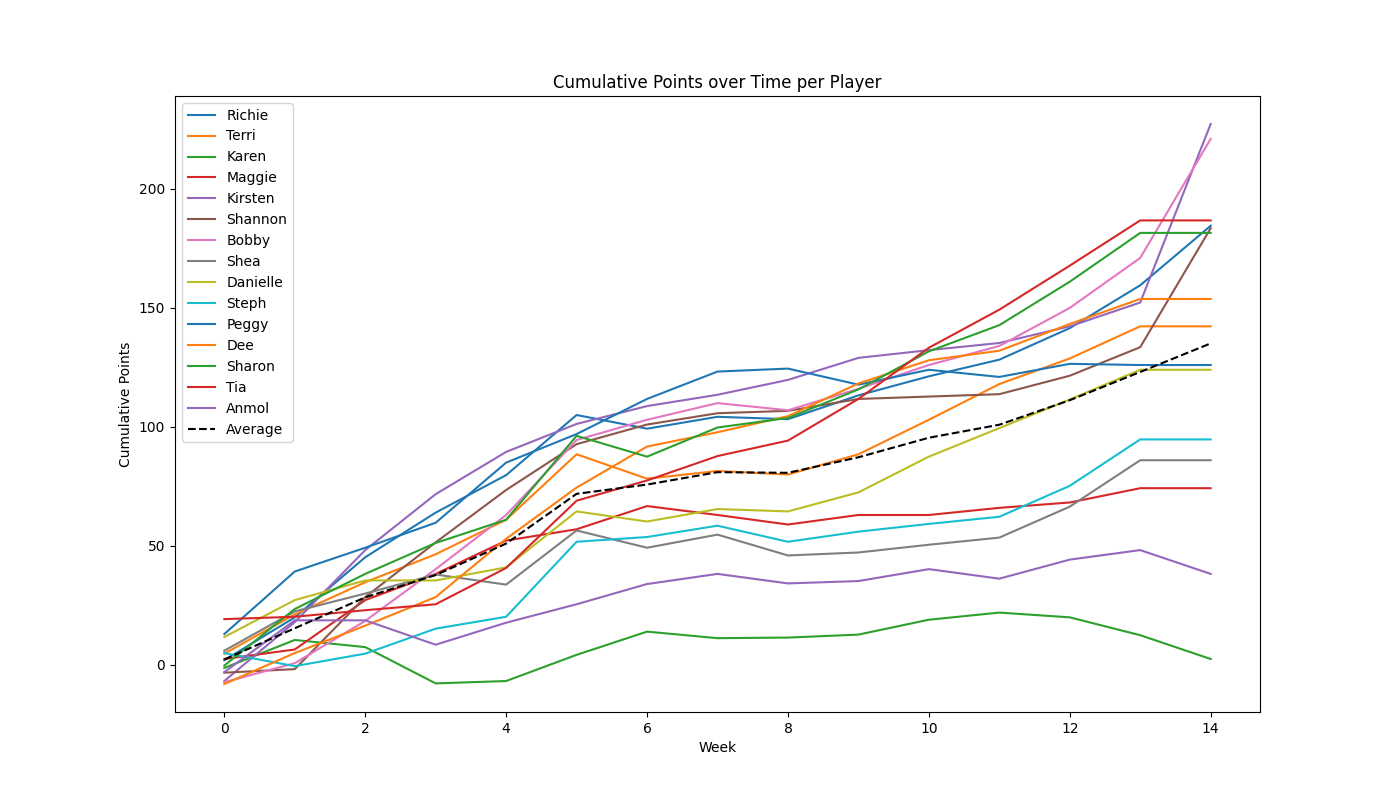 Cumulative Points over Time per Player
Richie
Terri
Karen
Maggie
Kirsten
Shannon
Bobby
Shea
Danielle
Steph
Peggy
Dee
Sharon
Tia
Anmol
Average
Cumulative Points
200
150
100
50
0
0 2 4 6 8 10 12 14
Week